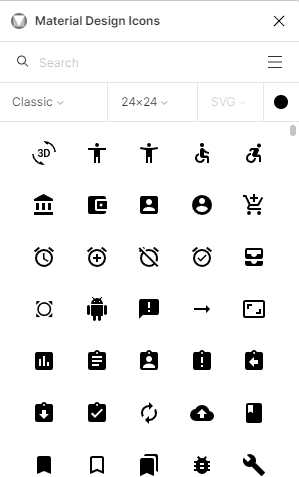 Material Design Icons
Search
Classic
24×24
SVG
3D